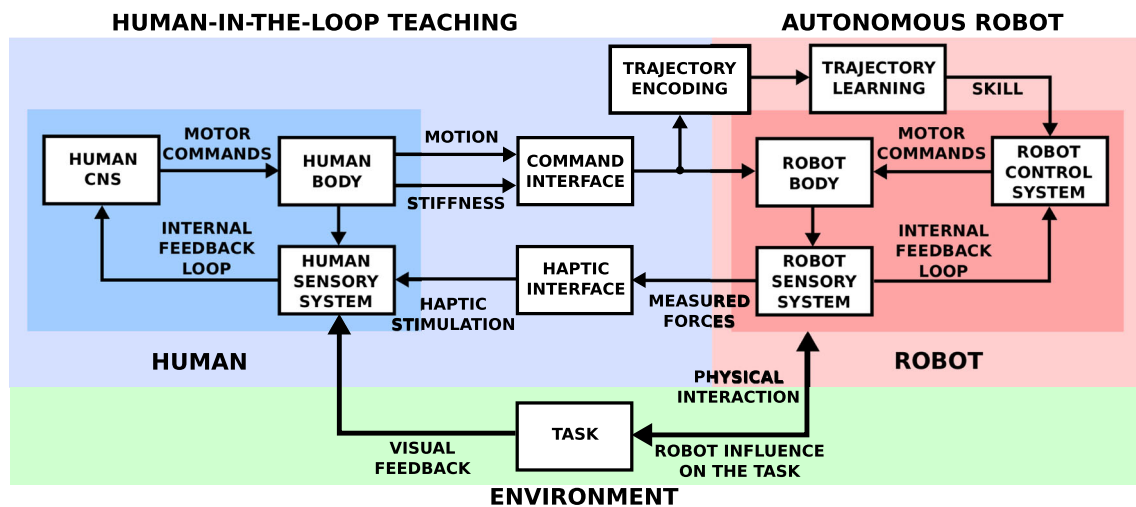 HUMAN-IN-THE-LOOP TEACHING
AUTONOMOUS ROBOT
TRAJECTORY
ENCODING
TRAJECTORY
LEARNING
SKILL
HUMAN
CNS
MOTOR
COMMANDS
HUMAN
BODY
MOTION
STIFFNESS
COMMAND
INTERFACE
ROBOT
BODY
MOTOR
COMMANDS
ROBOT
CONTROL
SYSTEM
INTERNAL
FEEDBACK
LOOP
HUMAN
SENSORY
SYSTEM
HAPTIC
STIMULATION
HAPTIC
INTERFACE
MEASURED
FORCES
ROBOT
SENSORY
SYSTEM
INTERNAL
FEEDBACK
LOOP
HUMAN
ROBOT
PHYSICAL
INTERACTION
VISUAL
FEEDBACK
TASK
ROBOT INFLUENCE
ON THE TASK
ENVIRONMENT